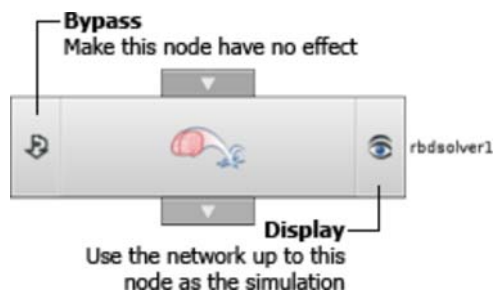 Bypass
Make this node have no effect
rbdsolver1
Display
Use the network up to this
node as the simulation